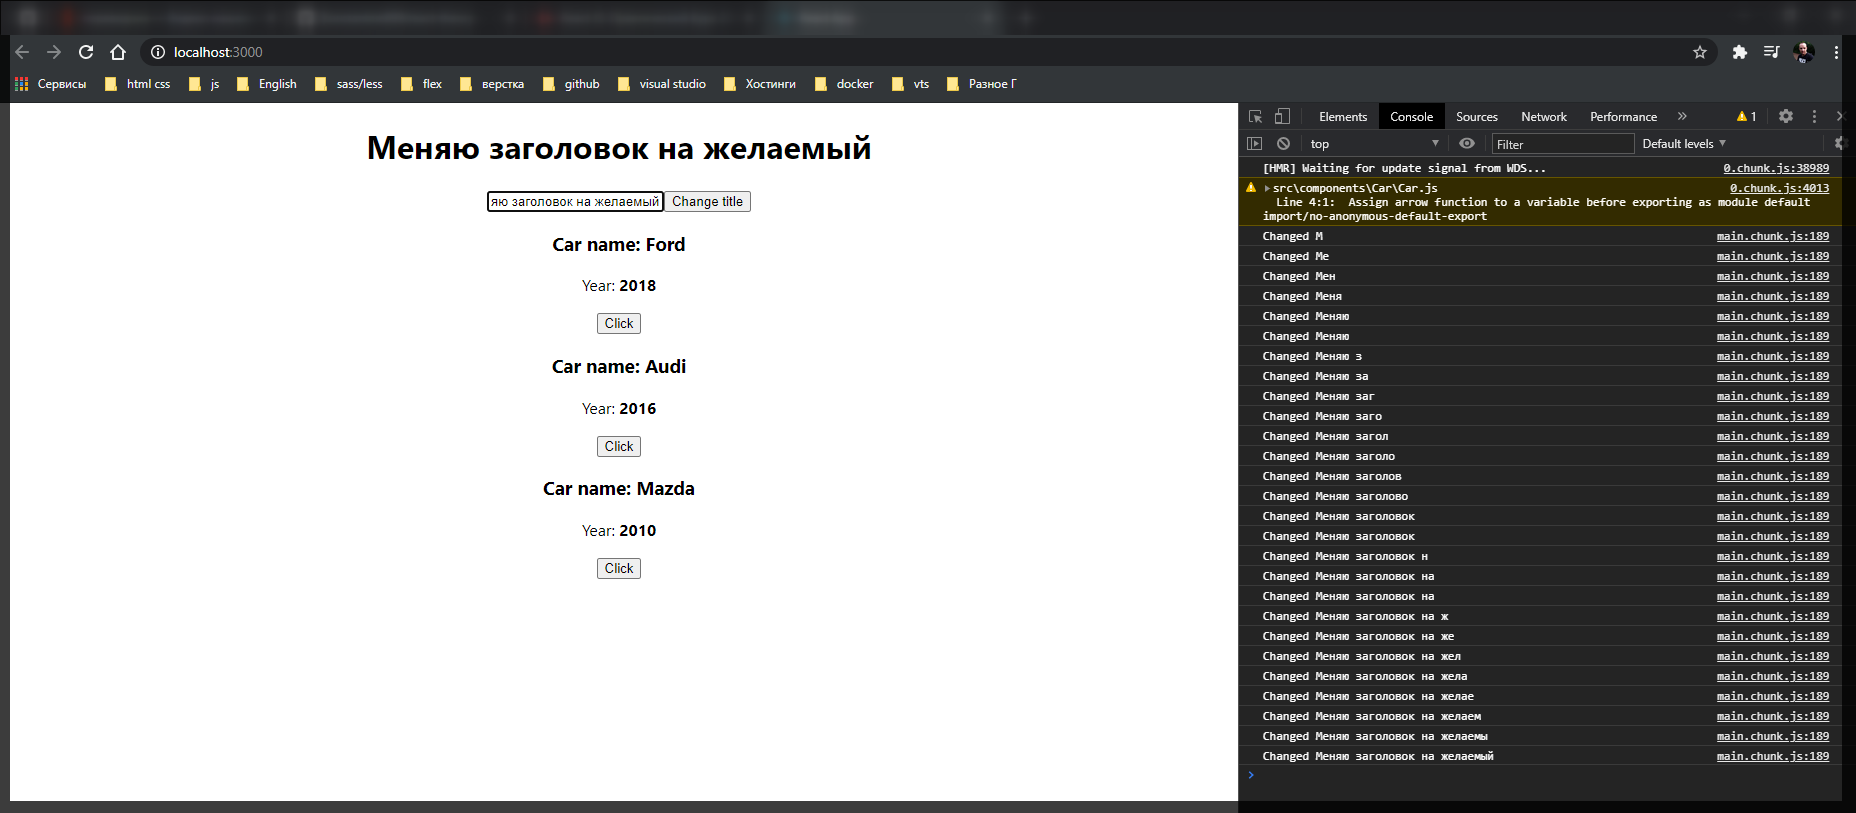 localhost:3000
Сервисы html css js English sass/less flex верстка github visual studio Хостинги docker vts Разное Г
Меняю заголовок на желаемый
яю заголовок на желаемый Change title
Car name: Ford
Year: 2018
Click
Car name: Audi
Year: 2016
Click
Car name: Mazda
Year: 2010
Click
Elements Console Sources Network Performance » 1
top Filter Default levels
[HMR] Waiting for update signal from WDS... 0.chunk.js:38989
src\components\Car\Car.js 0.chunk.js:4013
Line 4:1: Assign arrow function to a variable before exporting as module default
import/no-anonymous-default-export
Changed М main.chunk.js:189
Changed Ме main.chunk.js:189
Changed Мен main.chunk.js:189
Changed Меня main.chunk.js:189
Changed Меняю main.chunk.js:189
Changed Меняю main.chunk.js:189
Changed Меняю з main.chunk.js:189
Changed Меняю за main.chunk.js:189
Changed Меняю заг main.chunk.js:189
Changed Меняю заго main.chunk.js:189
Changed Меняю загол main.chunk.js:189
Changed Меняю заголо main.chunk.js:189
Changed Меняю заголов main.chunk.js:189
Changed Меняю заголово main.chunk.js:189
Changed Меняю заголовок main.chunk.js:189
Changed Меняю заголовок main.chunk.js:189
Changed Меняю заголовок н main.chunk.js:189
Changed Меняю заголовок на main.chunk.js:189
Changed Меняю заголовок на main.chunk.js:189
Changed Меняю заголовок на ж main.chunk.js:189
Changed Меняю заголовок на же main.chunk.js:189
Changed Меняю заголовок на жел main.chunk.js:189
Changed Меняю заголовок на жела main.chunk.js:189
Changed Меняю заголовок на желае main.chunk.js:189
Changed Меняю заголовок на желаем main.chunk.js:189
Changed Меняю заголовок на желаемы main.chunk.js:189
Changed Меняю заголовок на желаемый main.chunk.js:189